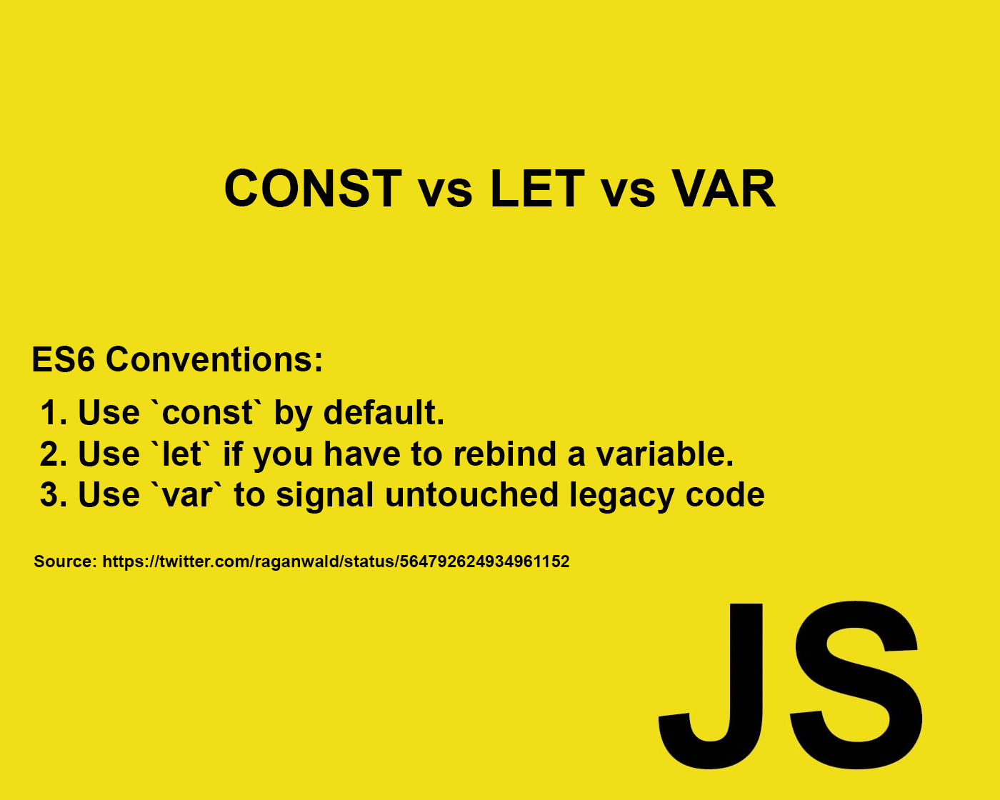 CONST vs LET vs VAR
ES6 Conventions:
1. Use `const` by default.
2. Use `let` if you have to rebind a variable.
3. Use `var` to signal untouched legacy code
Source: https://twitter.com/raganwald/status/564792624934961152
JS